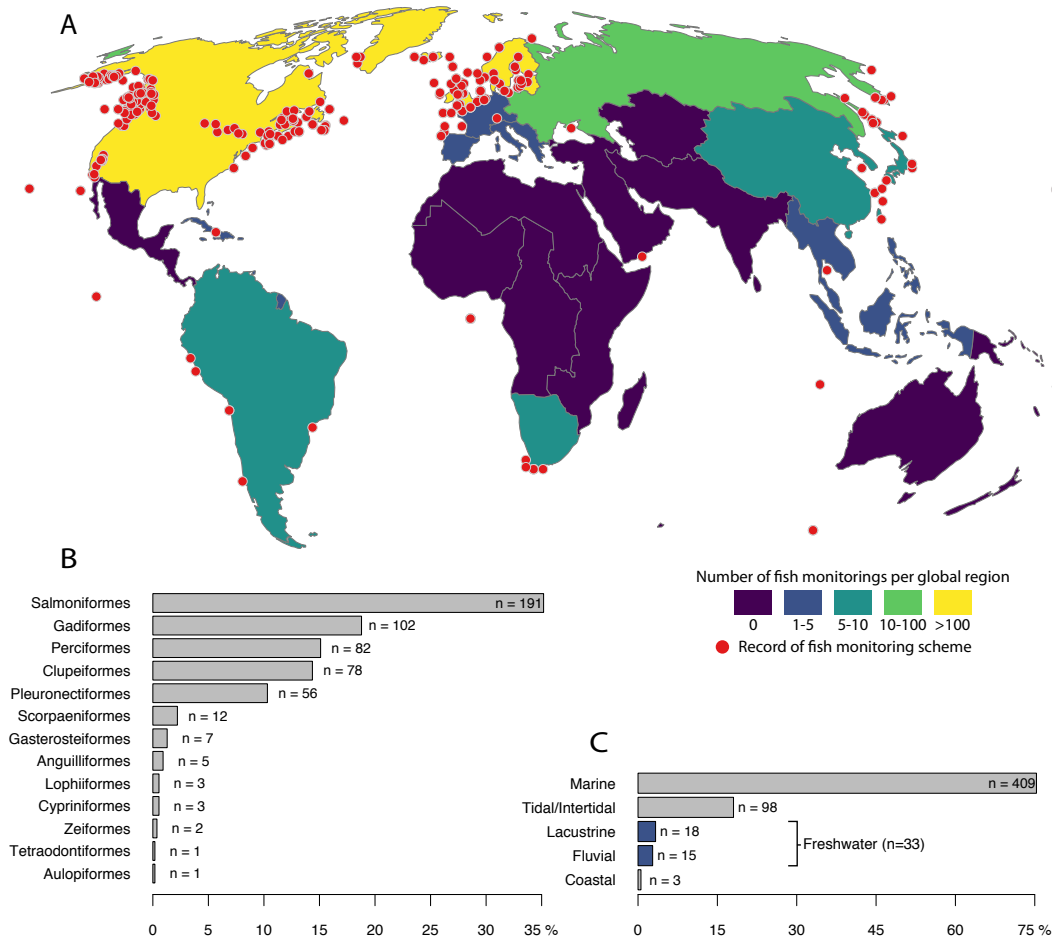 A
Number of fish monitorings per global region
0 1-5 5-10 10-100 >100
Record of fish monitoring scheme
B
Salmoniformes n = 191
Gadiformes n = 102
Perciformes n = 82
Clupeiformes n = 78
Pleuronectiformes n = 56
Scorpaeniformes n = 12
Gasterosteiformes n = 7
Anguilliformes n = 5
Lophiiformes n = 3
Cypriniformes n = 3
Zeiformes n = 2
Tetraodontiformes n = 1
Aulopiformes n = 1
0 5 10 15 20 25 30 35 %
C
Marine n = 409
Tidal/Intertidal n = 98
Lacustrine n = 18
Freshwater (n=33)
Fluvial n = 15
Coastal n = 3
0 15 30 45 60 75 %